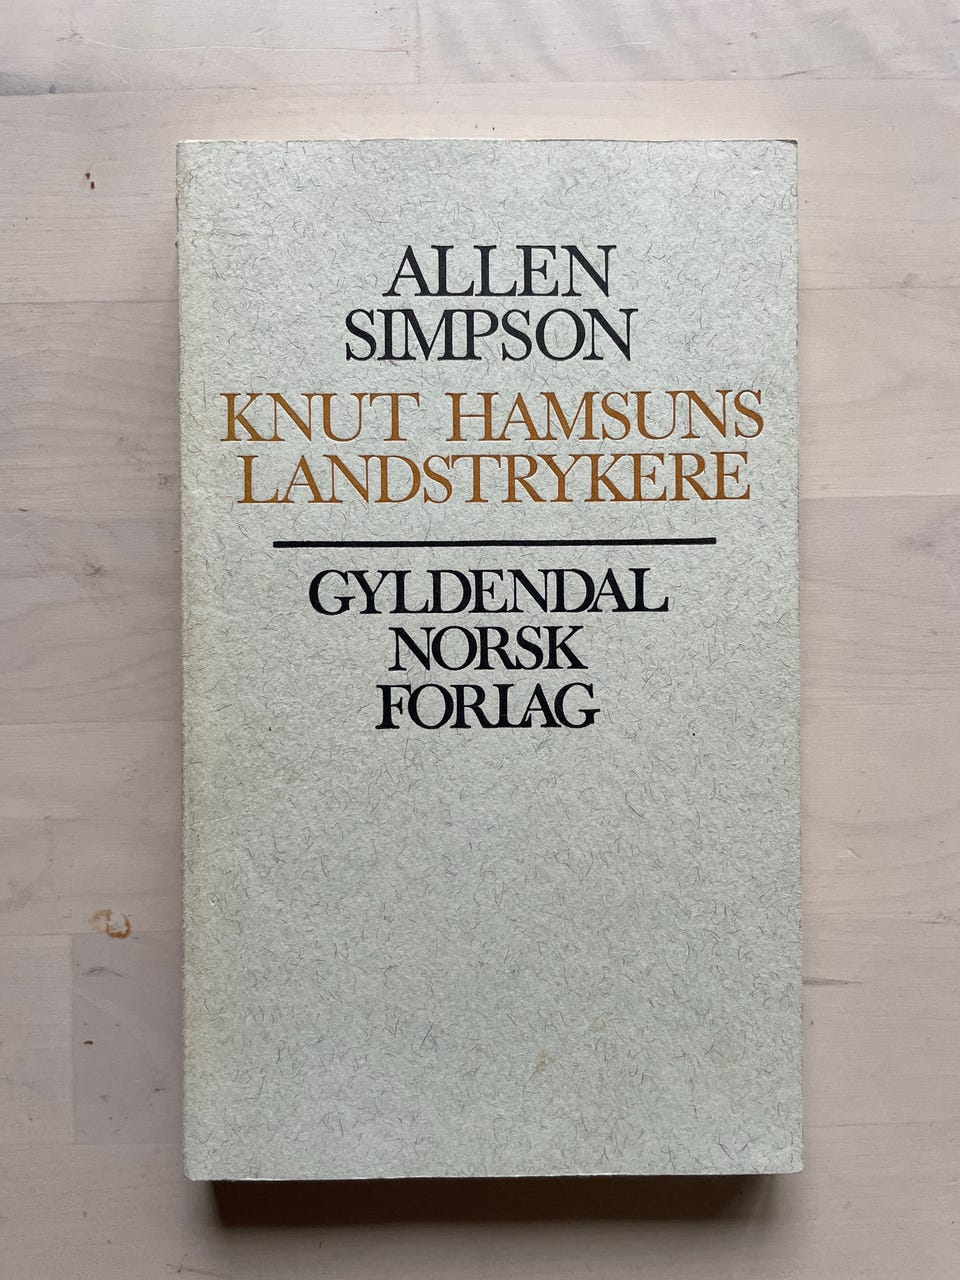 ALLEN
SIMPSON
KNUT HAMSUNS
LANDSTRYKERE
GYLDENDAL
NORSK
FORLAG